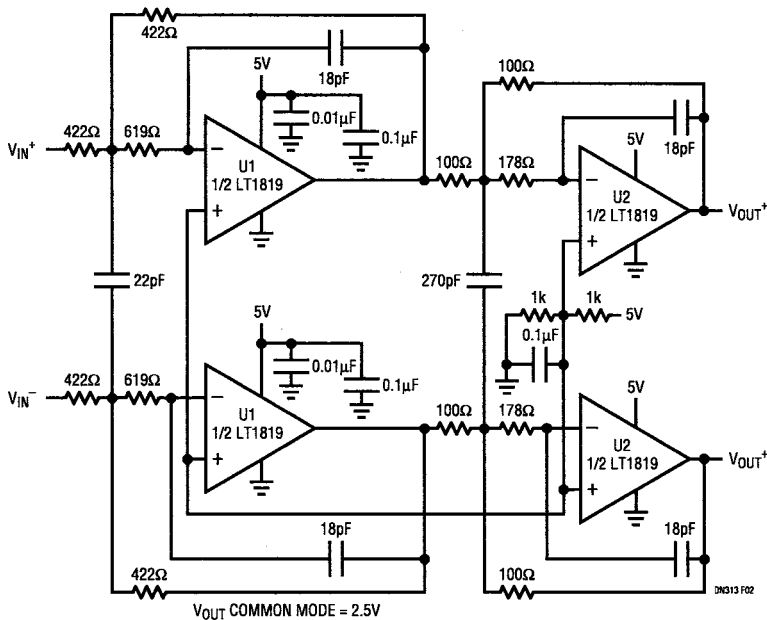 422Ω
18pF
5V
0.01µF
0.1µF
VIN+
422Ω
619Ω
U1
1/2 LT1819
−
+
100Ω
18pF
5V
100Ω
178Ω
U2
1/2 LT1819
−
+
VOUT+
22pF
270pF
1k
1k
5V
0.1µF
5V
0.01µF
0.1µF
VIN−
422Ω
619Ω
U1
1/2 LT1819
−
+
5V
100Ω
178Ω
U2
1/2 LT1819
−
+
VOUT+
18pF
18pF
422Ω
100Ω
DN313 F02
VOUT COMMON MODE = 2.5V